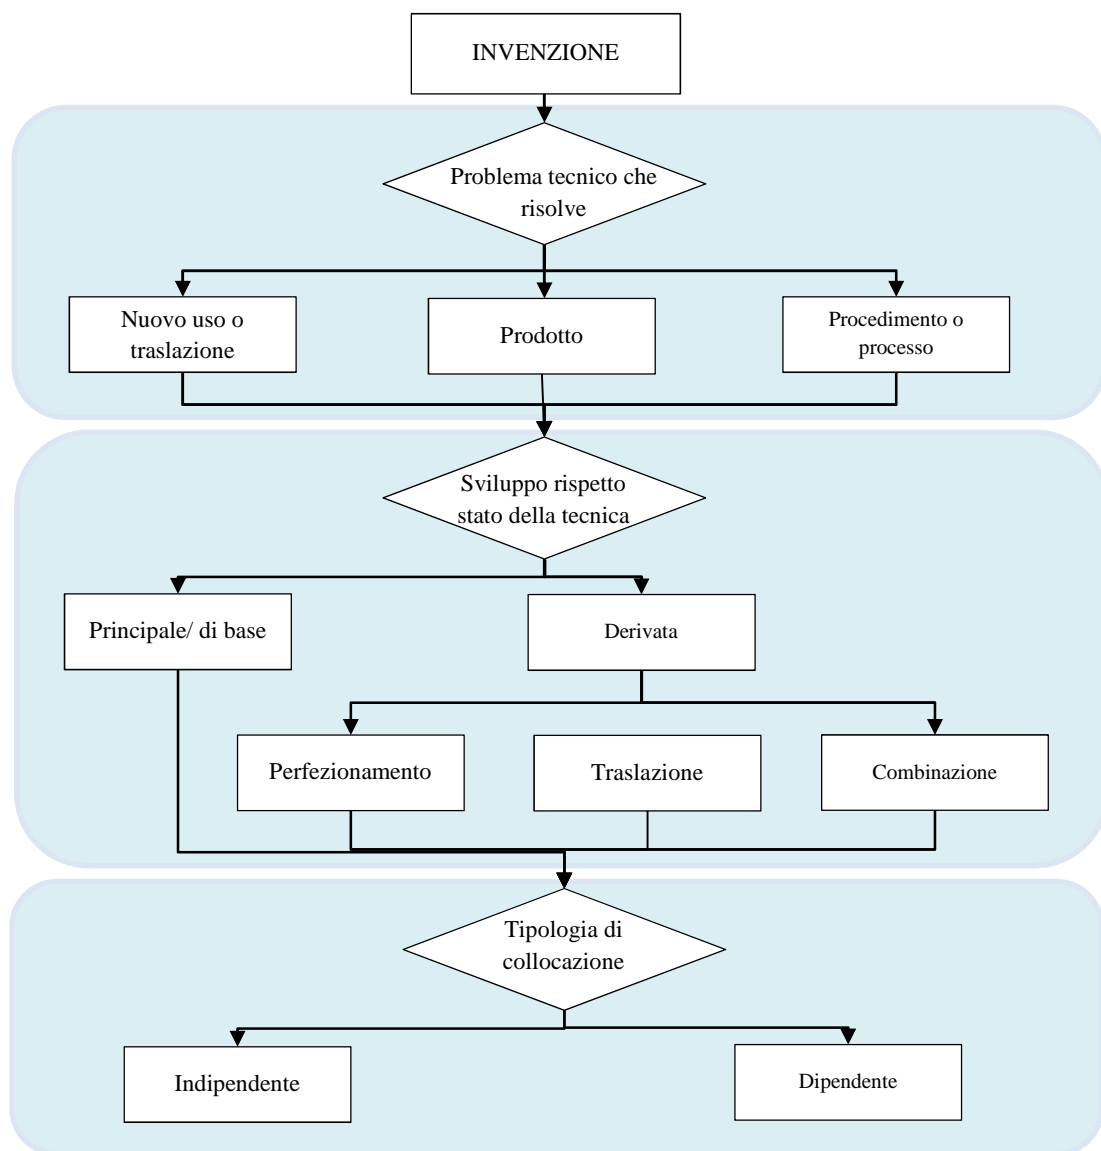 INVENZIONE
Problema tecnico che
risolve
Nuovo uso o
traslazione
Prodotto
Procedimento o
processo
Sviluppo rispetto
stato della tecnica
Principale/ di base
Derivata
Perfezionamento
Traslazione
Combinazione
Tipologia di
collocazione
Indipendente
Dipendente